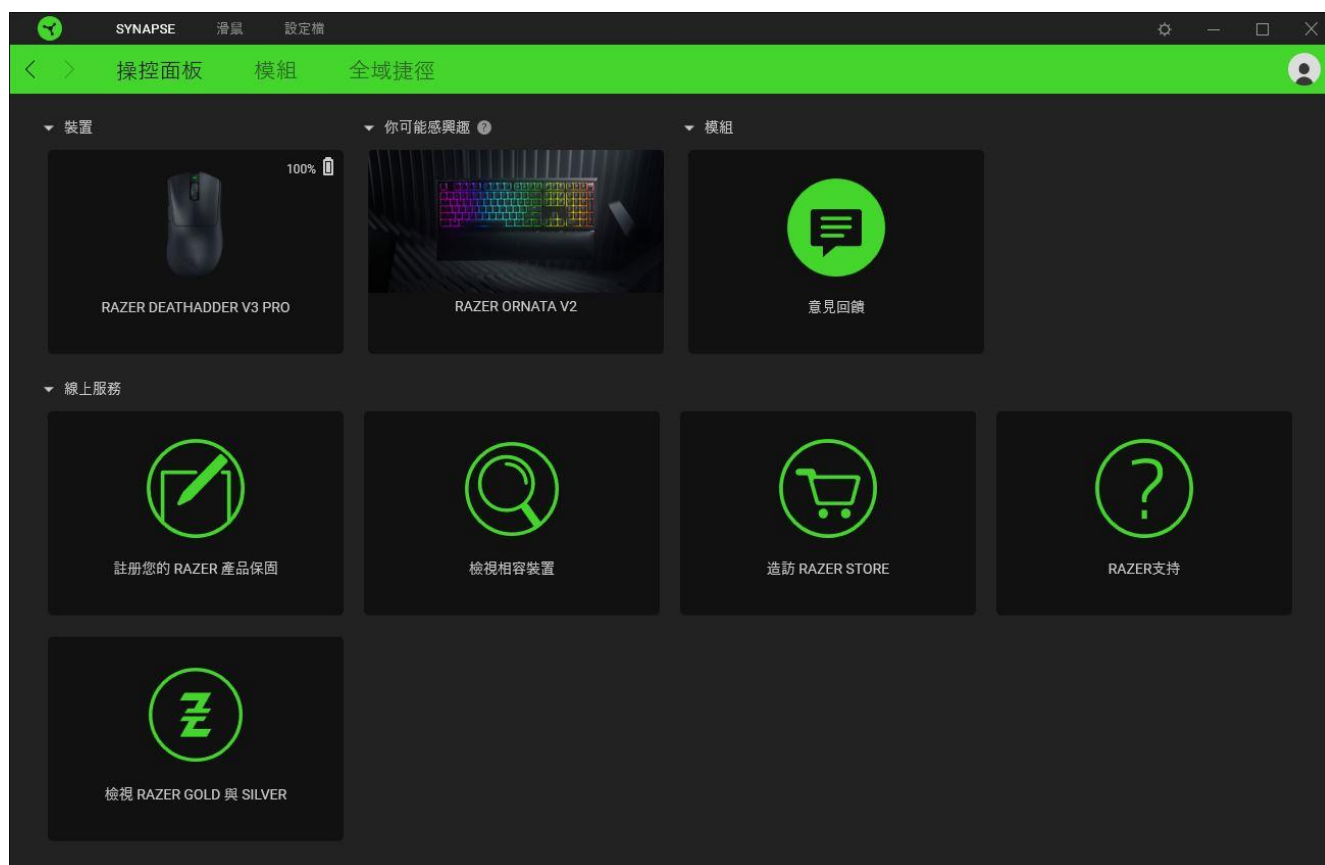 SYNAPSE 滑鼠 設定檔
操控面板 模組 全域捷徑
裝置 你可能感興趣 ? 模組
100%
RAZER DEATHADDER V3 PRO RAZER ORNATA V2 意見回饋
線上服務
註册您的 RAZER 產品保固 檢視相容裝置 造訪 RAZER STORE RAZER支持
檢視 RAZER GOLD 與 SILVER